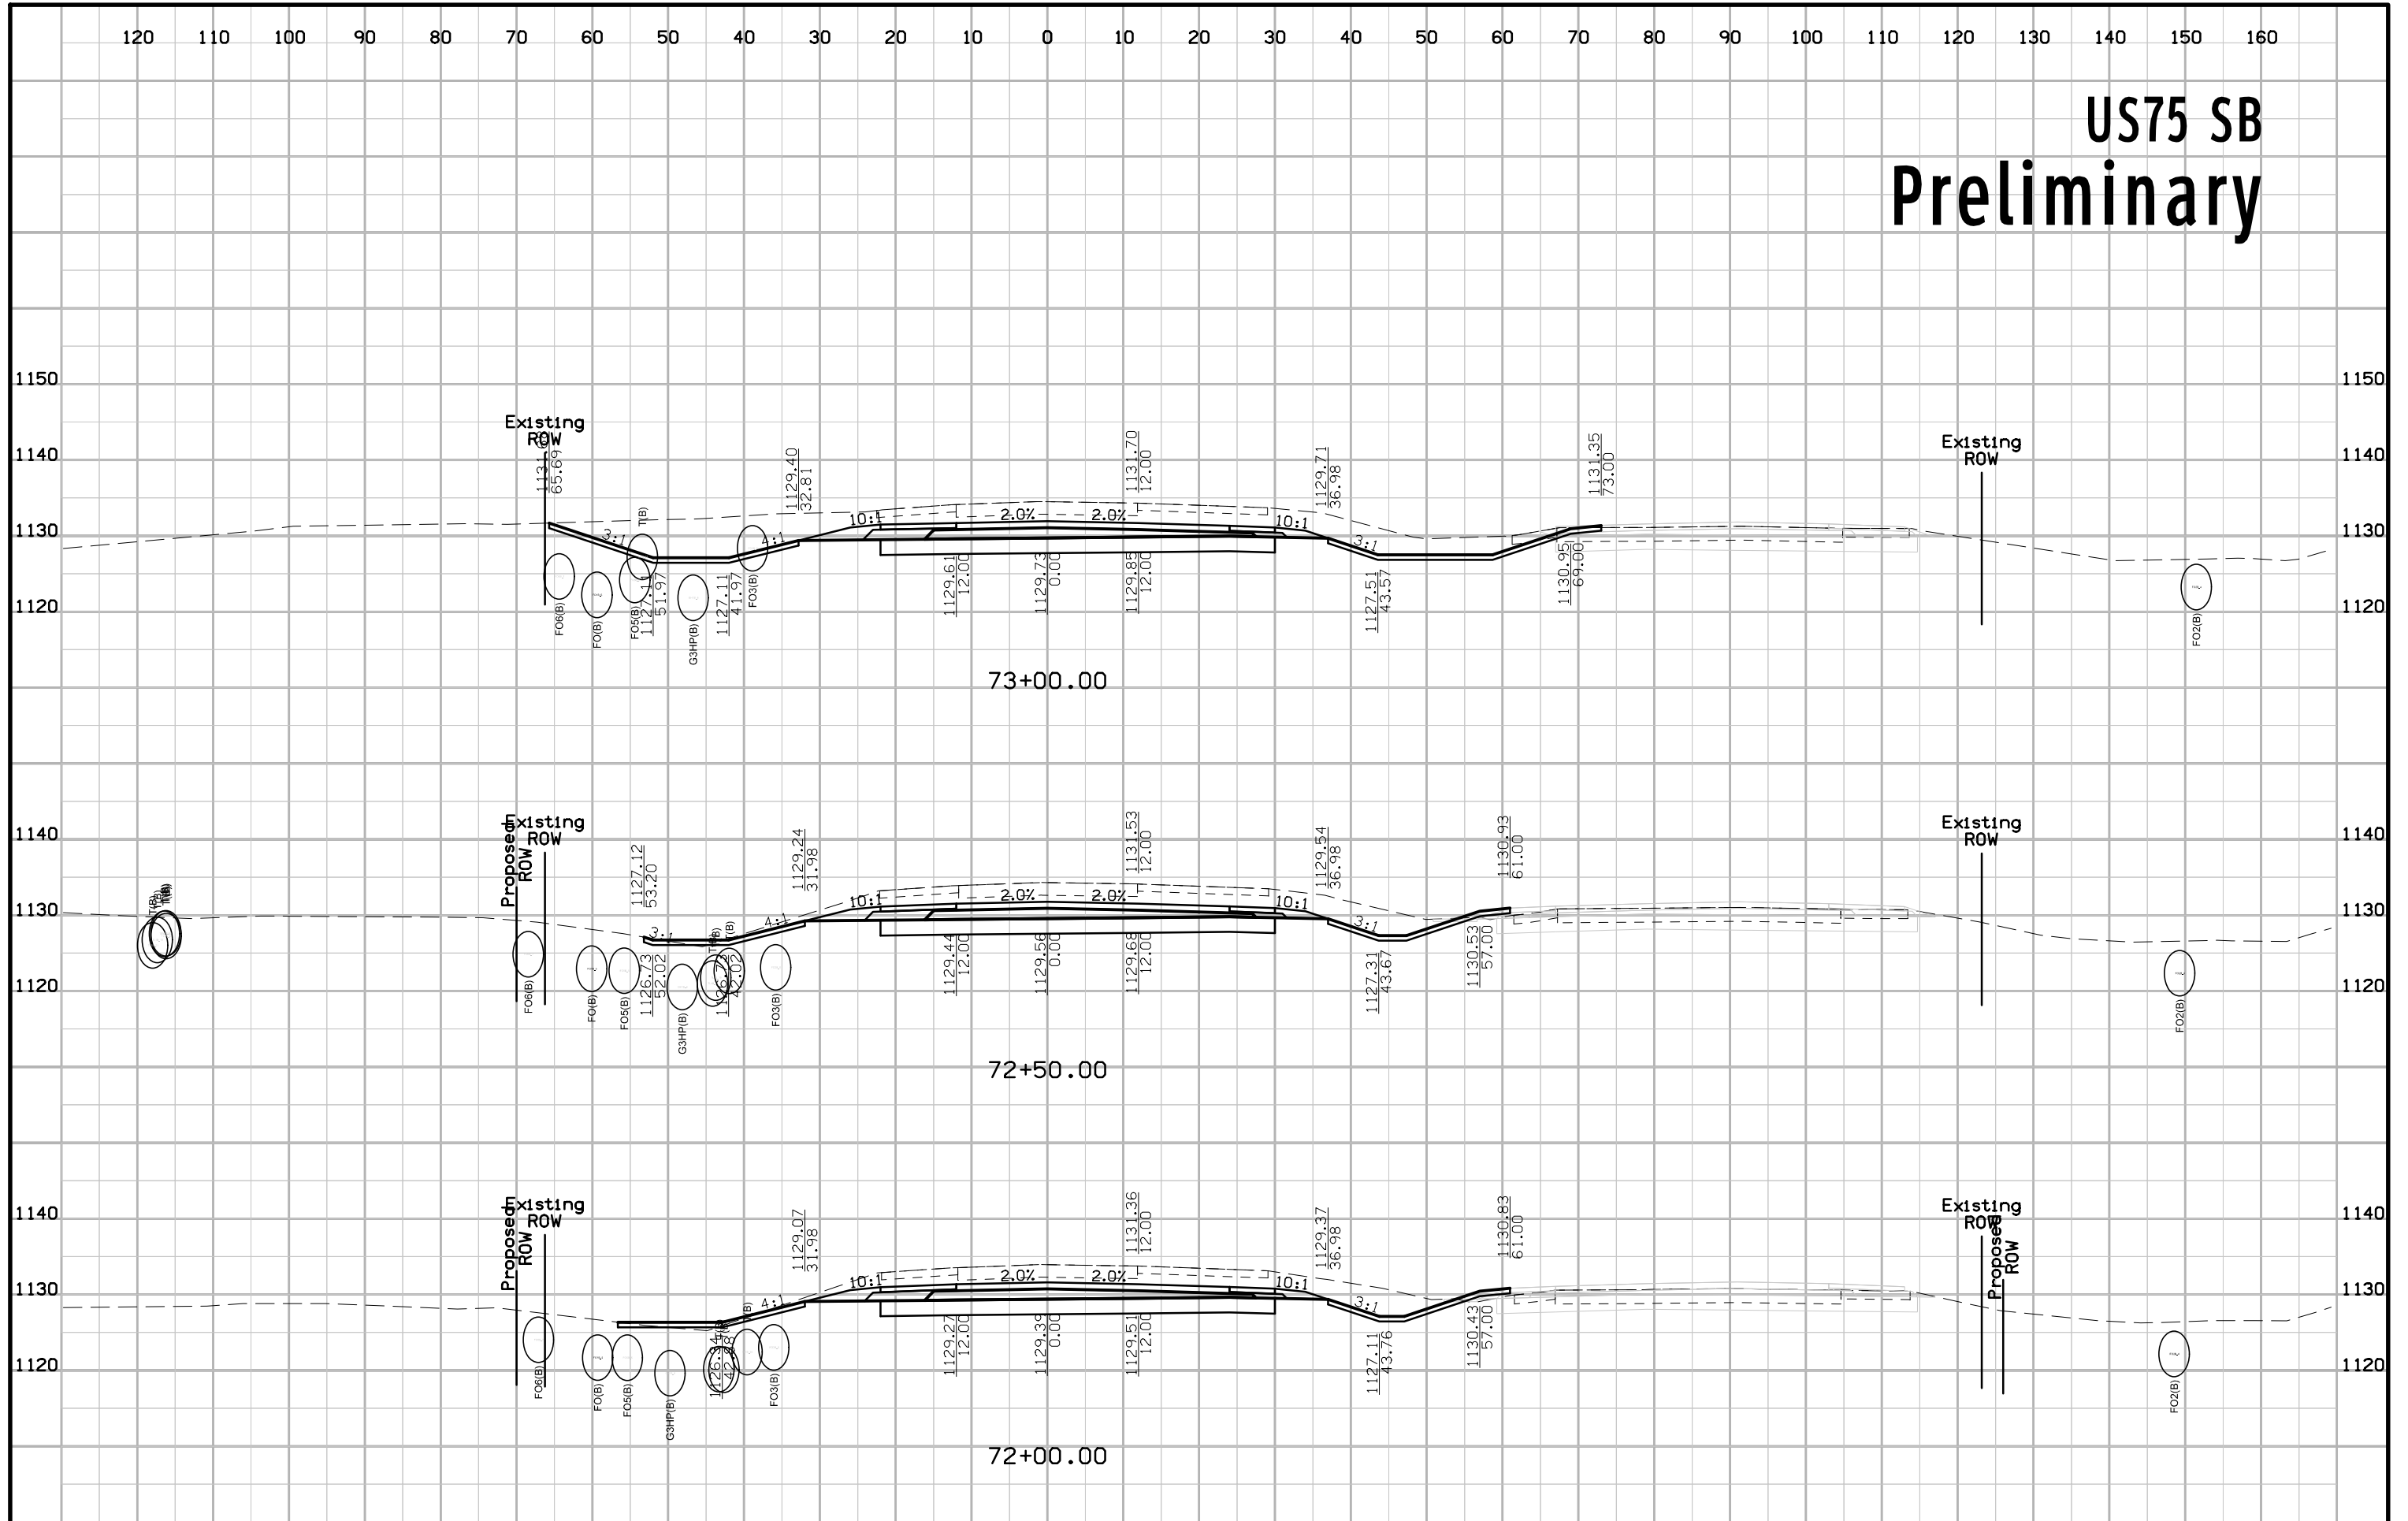 120 110 100 90 80 70 60 50 40 30 20 10 0 10 20 30 40 50 60 70 80 90 100 110 120 130 140 150 160
US75 SB
Preliminary
1150 1150
Existing
ROW
65.69
1129.40
32.81
1131.70
12.00
1129.71
36.98
1131.35
73.00
Existing
ROW
1140 1140
T(B)
3:1
4:1
10:1
2.0%
2.0%
10:1
3:1
1130 1130
FO6(B)
FO(B)
FO5(B)
1127.11
51.97
G3HP(B)
1127.11
41.97
FO3(B)
1129.61
12.00
1129.73
0.00
1129.85
12.00
1127.51
43.57
1130.95
69.00
FO2(B)
1120 1120
73+00.00
Proposed
ROW
Existing
ROW
1127.12
53.20
1129.24
31.98
1131.53
12.00
1129.54
36.98
1130.93
61.00
Existing
ROW
1140 1140
T(B)
3:1
T(B)
4:1
10:1
2.0%
2.0%
10:1
3:1
1130 1130
FO6(B)
FO(B)
FO5(B)
1126.73
52.02
G3HP(B)
1126.73
42.02
FO3(B)
1129.44
12.00
1129.56
0.00
1129.68
12.00
1127.31
43.67
1130.53
57.00
FO2(B)
1120 1120
72+50.00
Proposed
ROW
Existing
ROW
1129.07
31.98
1131.36
12.00
1129.37
36.98
1130.83
61.00
Existing
ROW
Proposed
ROW
1140 1140
T(B)
4:1
10:1
2.0%
2.0%
10:1
3:1
1130 1130
FO6(B)
FO(B)
FO5(B)
G3HP(B)
FO3(B)
1129.27
12.00
1129.39
0.00
1129.51
12.00
1127.11
43.76
1130.43
57.00
FO2(B)
1120 1120
72+00.00